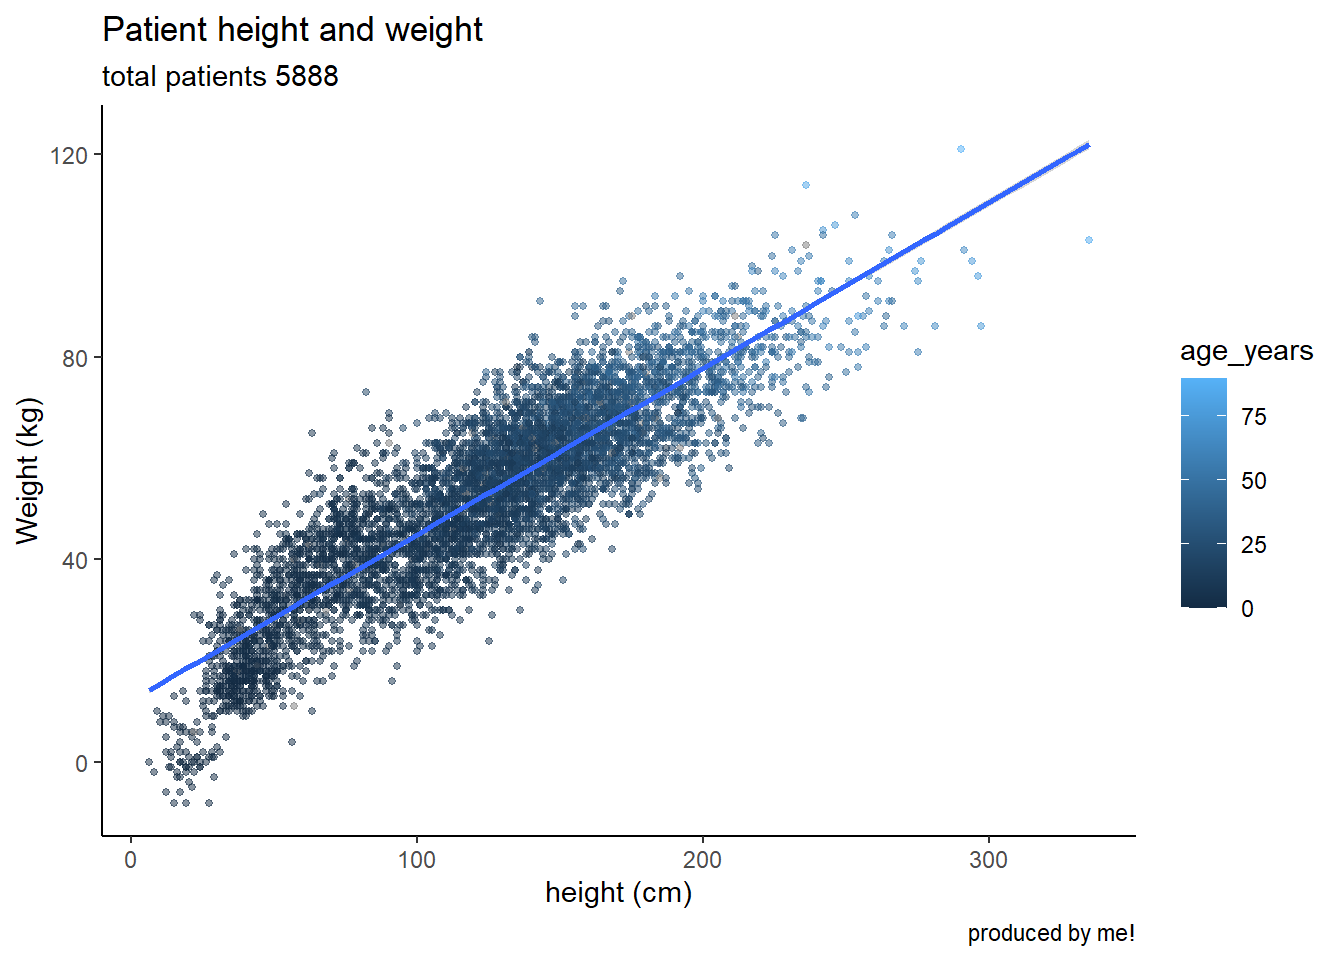 Patient height and weight
total patients 5888
120
80
40
0
Weight (kg)
0
100
200
300
height (cm)
age_years
75
50
25
0
produced by me!